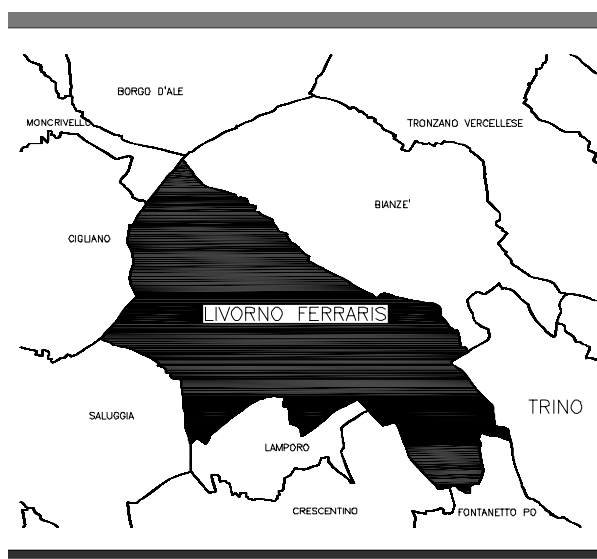 BORGO D'ALE
MONCRIVELLO
TRONZANO VERCELLESE
BIANZE'
CIGLIANO
LIVORNO FERRARIS
TRINO
SALUGGIA
LAMPORO
CRESCENTINO
FONTANETTO PO